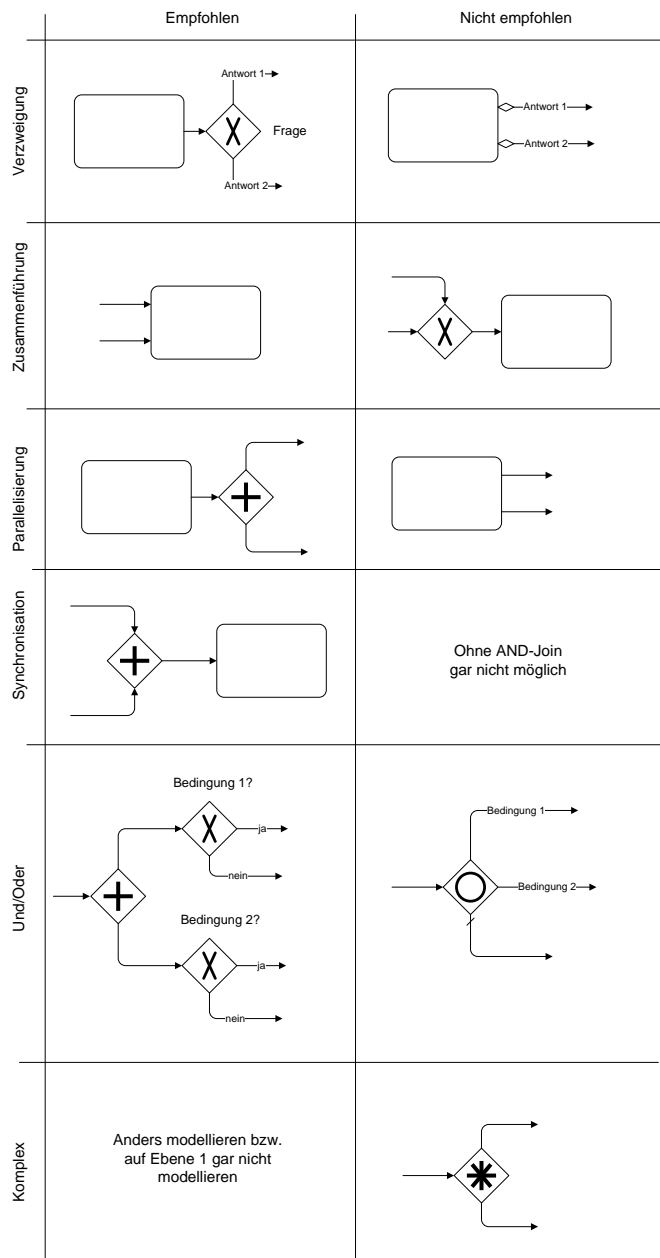 Empfohlen
Nicht empfohlen
Verzweigung
Antwort 1
Frage
Antwort 2
Antwort 1
Antwort 2
Zusammenführung
Parallelisierung
Synchronisation
Ohne AND-Join
gar nicht möglich
Und/Oder
Bedingung 1?
ja
nein
Bedingung 2?
ja
nein
Bedingung 1
Bedingung 2
Komplex
Anders modellieren bzw.
auf Ebene 1 gar nicht
modellieren